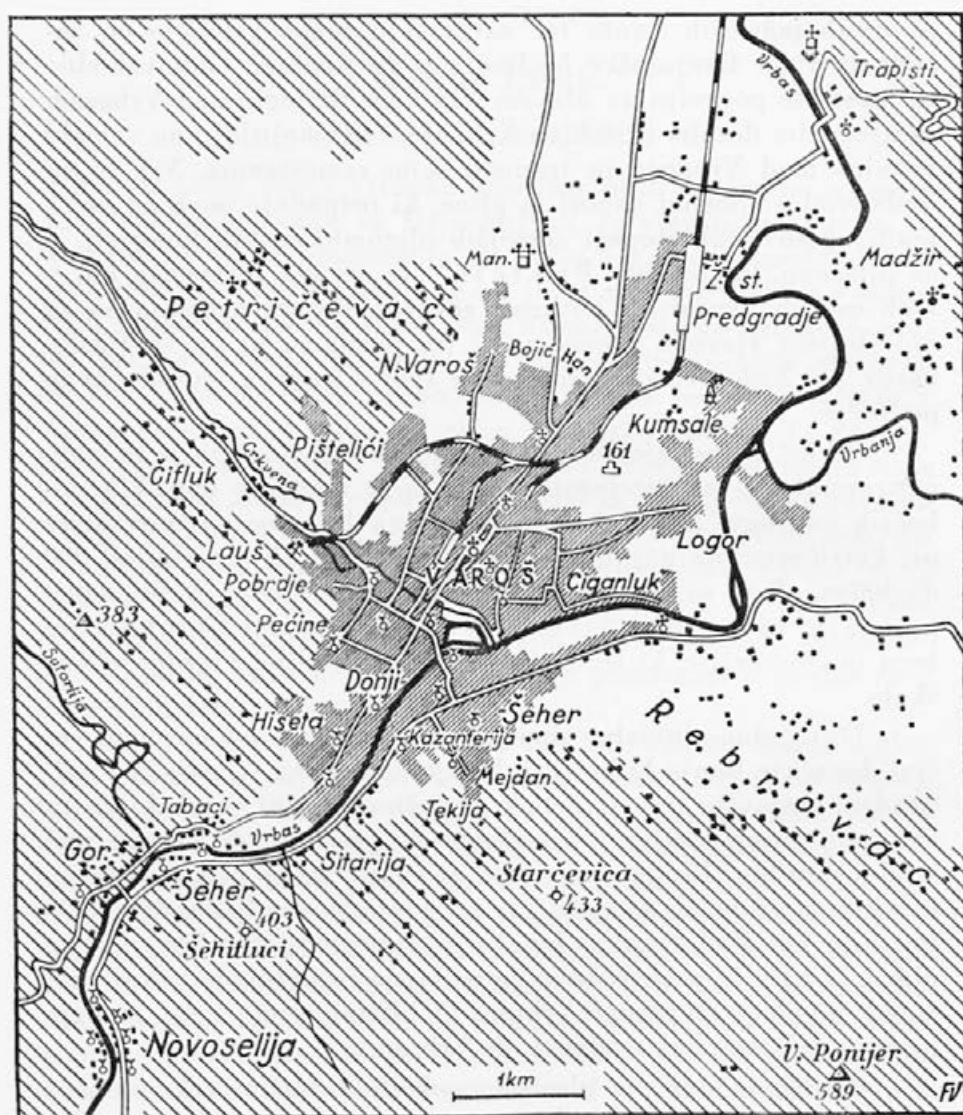 Vrbas
Trapisti.
Man.
Ž. st.
Madžir
Petričevac
Predgradje
Bojić Han
N. Varoš
Kumsale
Pištelići
161
Vrbanja
Crkvena
Čifluk
Logor
Lauš
VAROŠ
Ciganluk
Pobrdje
383
Pećine
Donji
Šeher
Rebrovac
Hiseta
Kazanterija
Mejdan
Tekija
Tabaci
Vrbas
Sitarija
Gor.
Šeher
Starčevica
433
403
Šehitluci
Novoselija
1km
V. Ponijer
589
FV